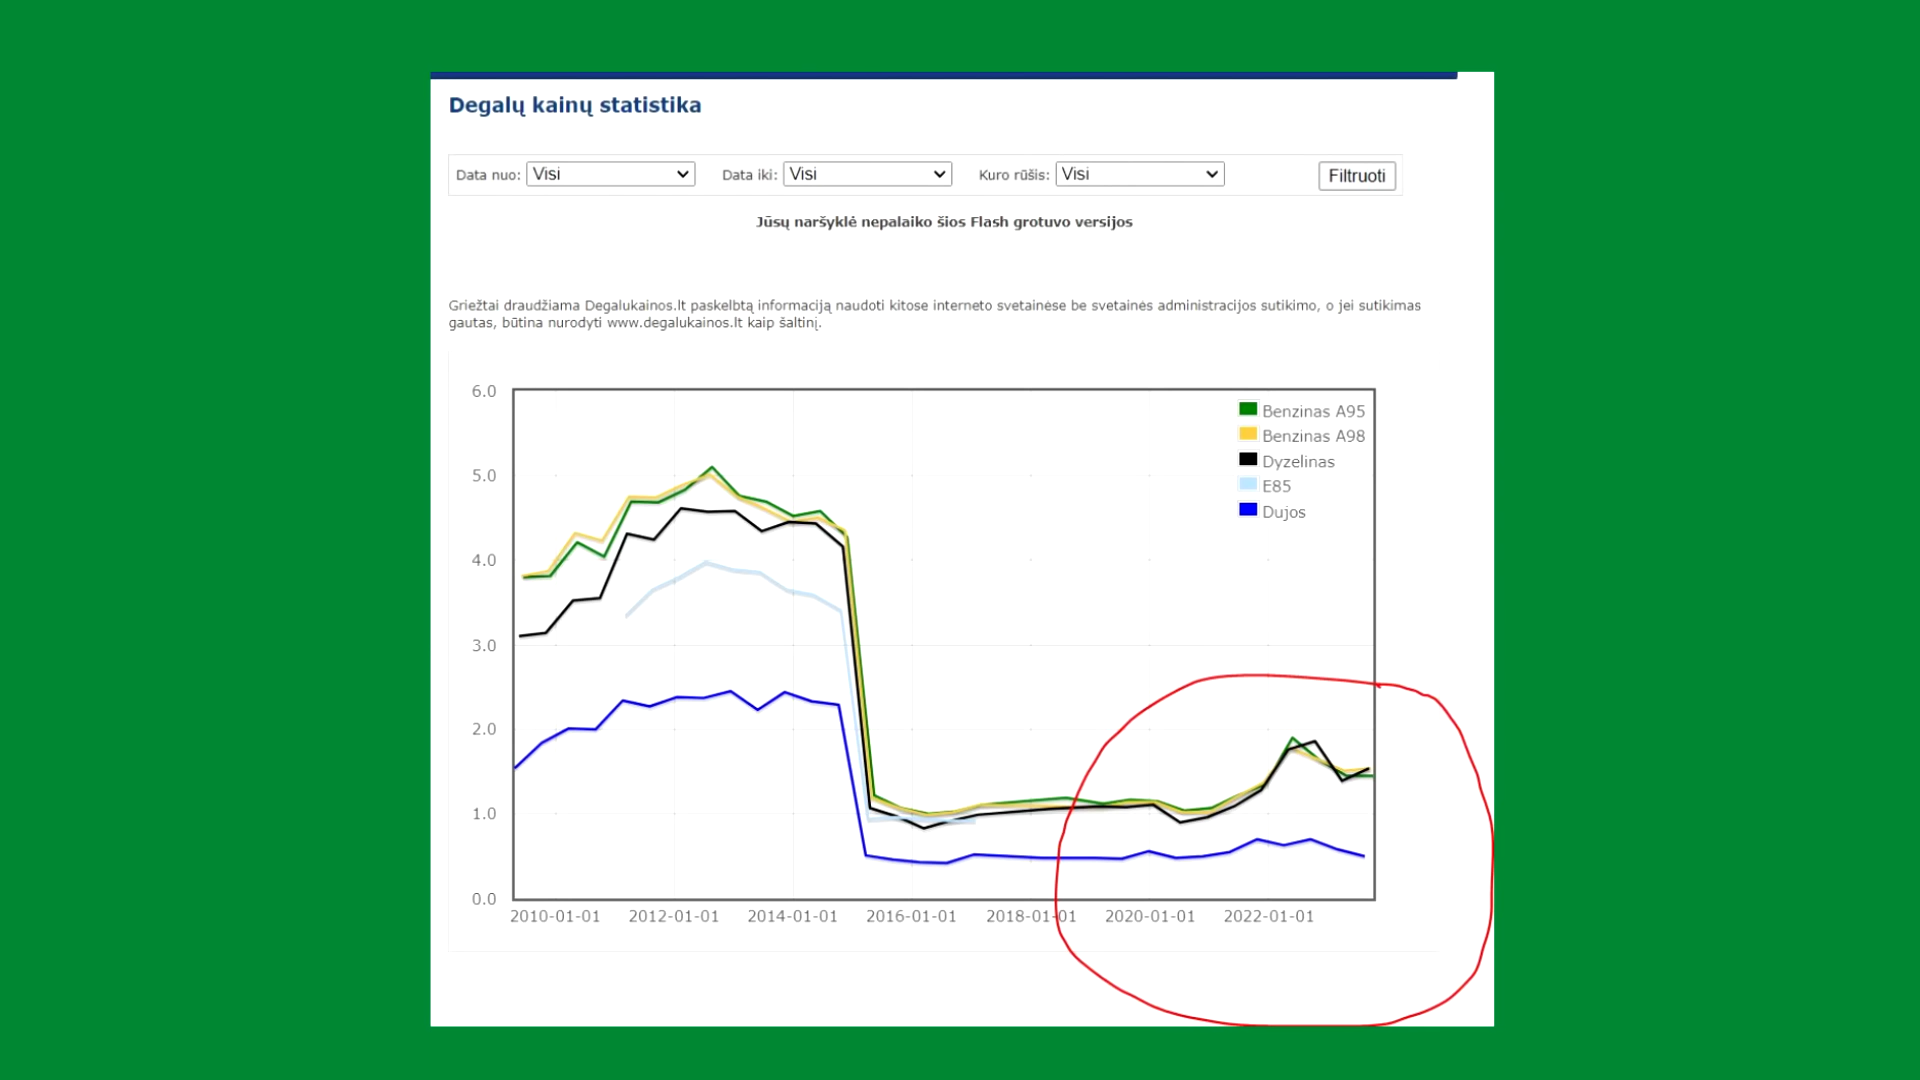 Degalų kainų statistika
Data nuo: Visi Data iki: Visi Kuro rūšis: Visi Filtruoti
Jūsų naršyklė nepalaiko šios Flash grotuvo versijos
Griežtai draudžiama Degalukainos.lt paskelbtą informaciją naudoti kitose interneto svetainėse be svetainės administracijos sutikimo, o jei sutikimas
gautas, būtina nurodyti www.degalukainos.lt kaip šaltinį.
6.0
5.0
4.0
3.0
2.0
1.0
0.0
Benzinas A95
Benzinas A98
Dyzelinas
E85
Dujos
2010-01-01 2012-01-01 2014-01-01 2016-01-01 2018-01-01 2020-01-01 2022-01-01